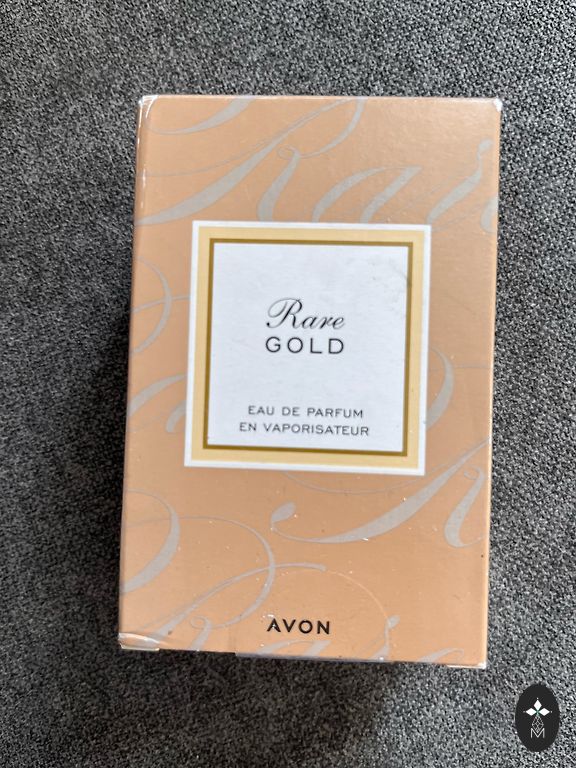 Rare
GOLD
EAU DE PARFUM
EN VAPORISATEUR
AVON
M